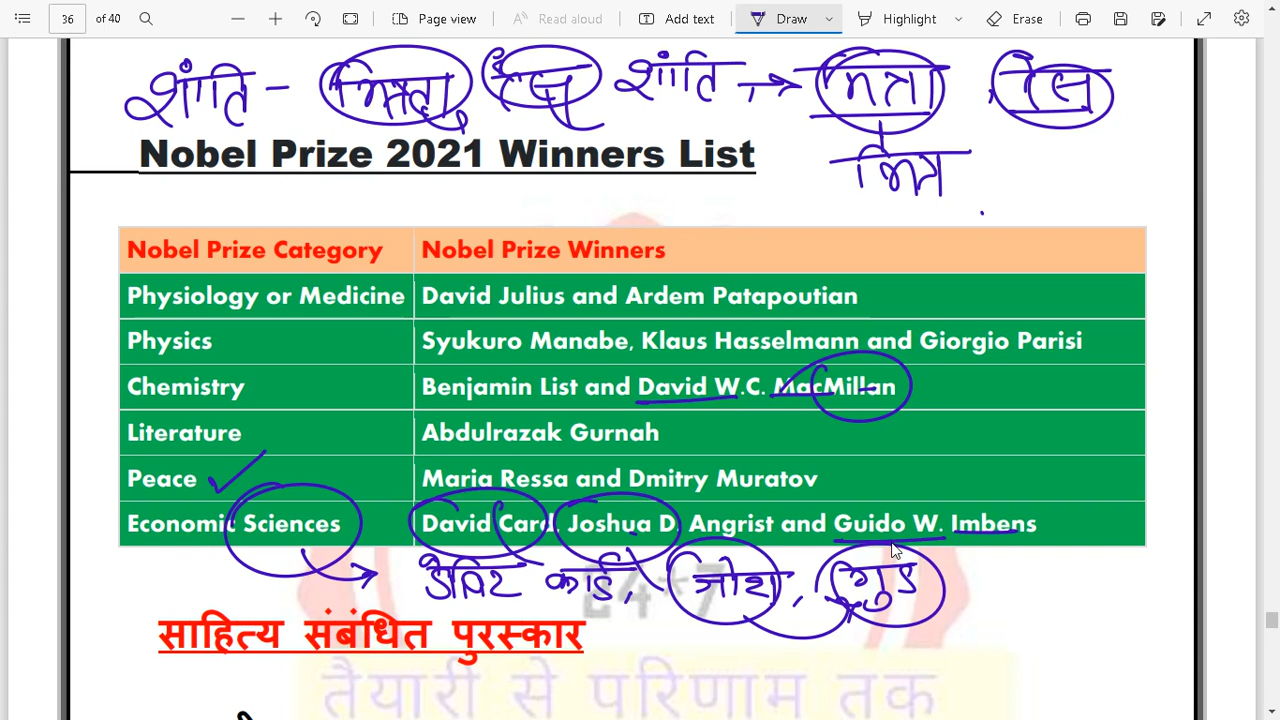 36 of 40 Page view Read aloud Add text Draw Highlight Erase
शांति - शांति →
Nobel Prize 2021 Winners List
Nobel Prize Category Nobel Prize Winners
Physiology or Medicine David Julius and Ardem Patapoutian
Physics Syukuro Manabe, Klaus Hasselmann and Giorgio Parisi
Chemistry Benjamin List and David W.C. MacMillan
Literature Abdulrazak Gurnah
Peace Maria Ressa and Dmitry Muratov
Economic Sciences David Card, Joshua D. Angrist and Guido W. Imbens
डेविट कार्ड, जोश, गुड
24*7
साहित्य संबंधित पुरस्कार
तैयारी से परिणाम तक